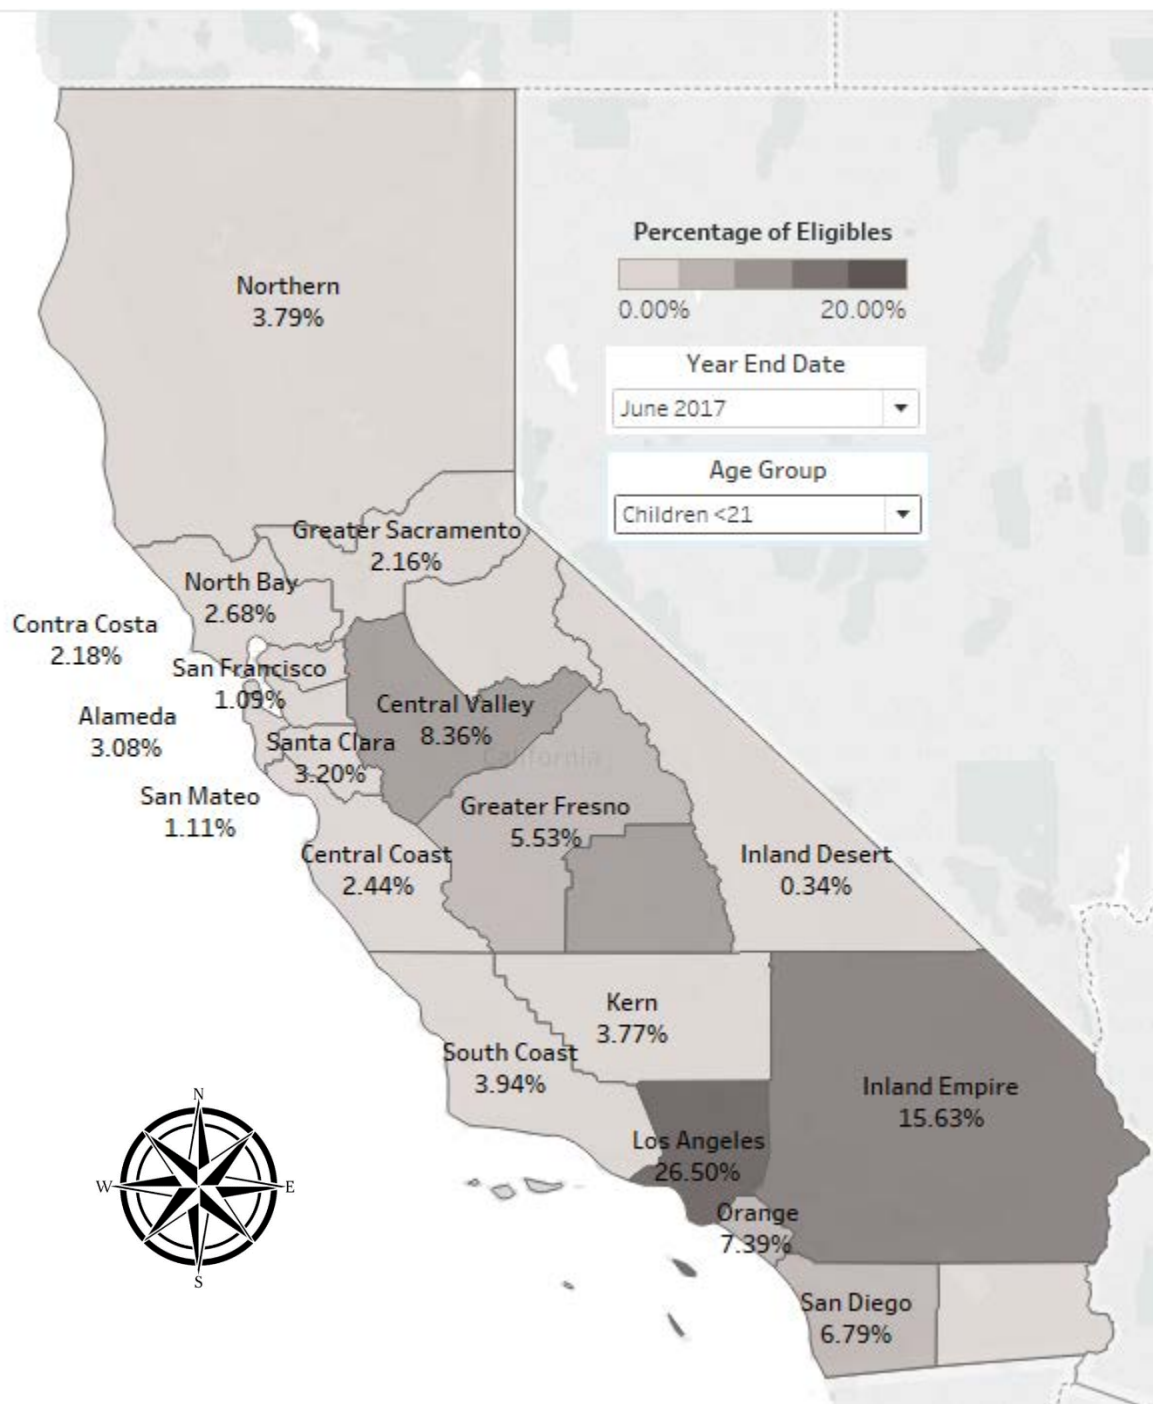 Northern
3.79%
Percentage of Eligibles
0.00%
20.00%
Year End Date
June 2017
Age Group
Children <21
Greater Sacramento
2.16%
North Bay
2.68%
Contra Costa
2.18%
San Francisco
1.09%
Alameda
3.08%
Central Valley
8.36%
Santa Clara
3.20%
California
San Mateo
1.11%
Greater Fresno
5.53%
Central Coast
2.44%
Inland Desert
0.34%
Kern
3.77%
South Coast
3.94%
Inland Empire
15.63%
Los Angeles
26.50%
Orange
7.39%
San Diego
6.79%
N
W
E
S